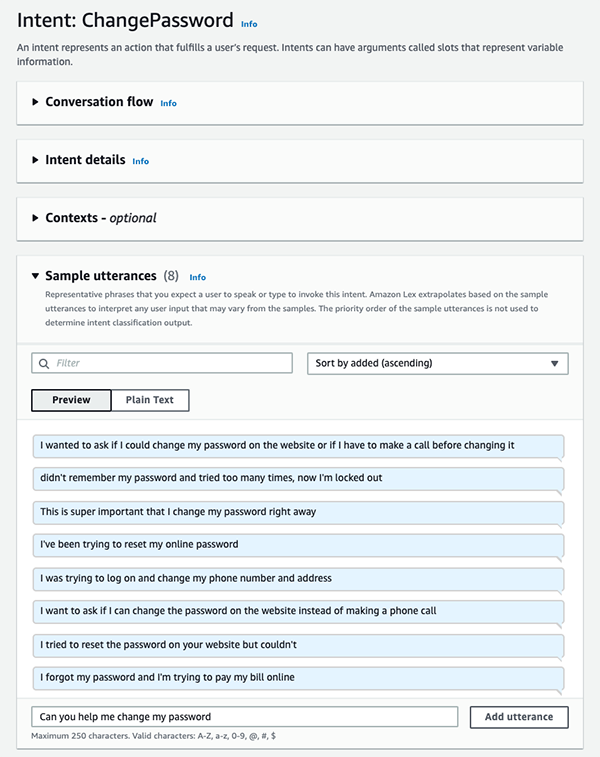 Intent: ChangePassword Info
An intent represents an action that fulfills a user's request. Intents can have arguments called slots that represent variable
information.
Conversation flow Info
Intent details Info
Contexts - optional
Sample utterances (8) Info
Representative phrases that you expect a user to speak or type to invoke this intent. Amazon Lex extrapolates based on the sample
utterances to interpret any user input that may vary from the samples. The priority order of the sample utterances is not used to
determine intent classification output.
Filter
Sort by added (ascending)
Preview
Plain Text
I wanted to ask if I could change my password on the website or if I have to make a call before changing it
didn't remember my password and tried too many times, now I'm locked out
This is super important that I change my password right away
I've been trying to reset my online password
I was trying to log on and change my phone number and address
I want to ask if I can change the password on the website instead of making a phone call
I tried to reset the password on your website but couldn't
I forgot my password and I'm trying to pay my bill online
Can you help me change my password
Add utterance
Maximum 250 characters. Valid characters: A-Z, a-z, 0-9, @, #, $